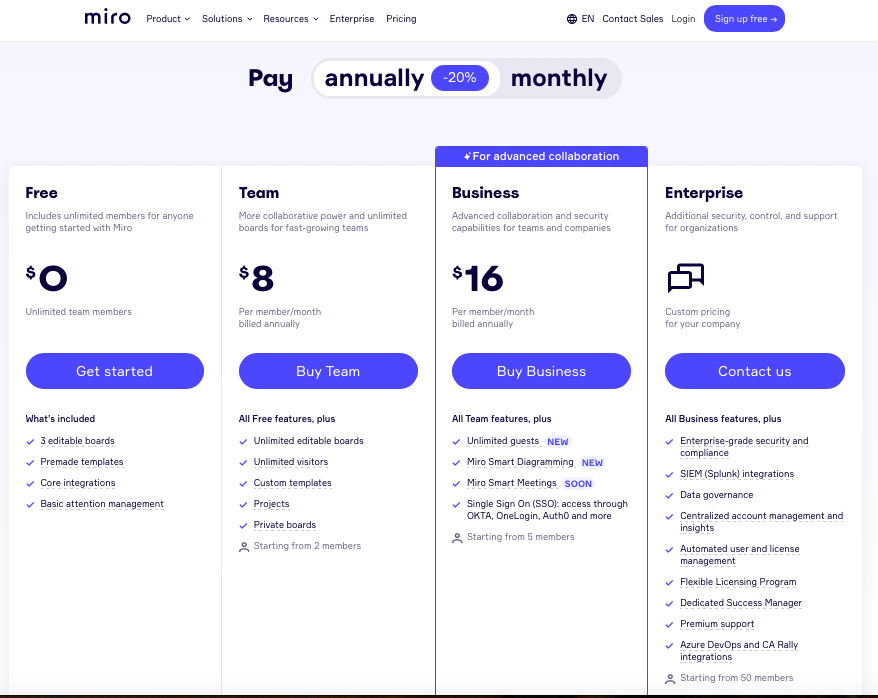 miro Product Solutions Resources Enterprise Pricing EN Contact Sales Login Sign up free →
Pay annually -20% monthly
For advanced collaboration
Free
Includes unlimited members for anyone
getting started with Miro
$0
Unlimited team members
Get started
What's included
3 editable boards
Premade templates
Core integrations
Basic attention management
Team
More collaborative power and unlimited
boards for fast-growing teams
$8
Per member/month
billed annually
Buy Team
All Free features, plus
Unlimited editable boards
Unlimited visitors
Custom templates
Projects
Private boards
Starting from 2 members
Business
Advanced collaboration and security
capabilities for teams and companies
$16
Per member/month
billed annually
Buy Business
All Team features, plus
Unlimited guests NEW
Miro Smart Diagramming NEW
Miro Smart Meetings SOON
Single Sign On (SSO): access through
OKTA, OneLogin, Auth0 and more
Starting from 5 members
Enterprise
Additional security, control, and support
for organizations
Custom pricing
for your company
Contact us
All Business features, plus
Enterprise-grade security and
compliance
SIEM (Splunk) integrations
Data governance
Centralized account management and
insights
Automated user and license
management
Flexible Licensing Program
Dedicated Success Manager
Premium support
Azure DevOps and CA Rally
integrations
Starting from 50 members